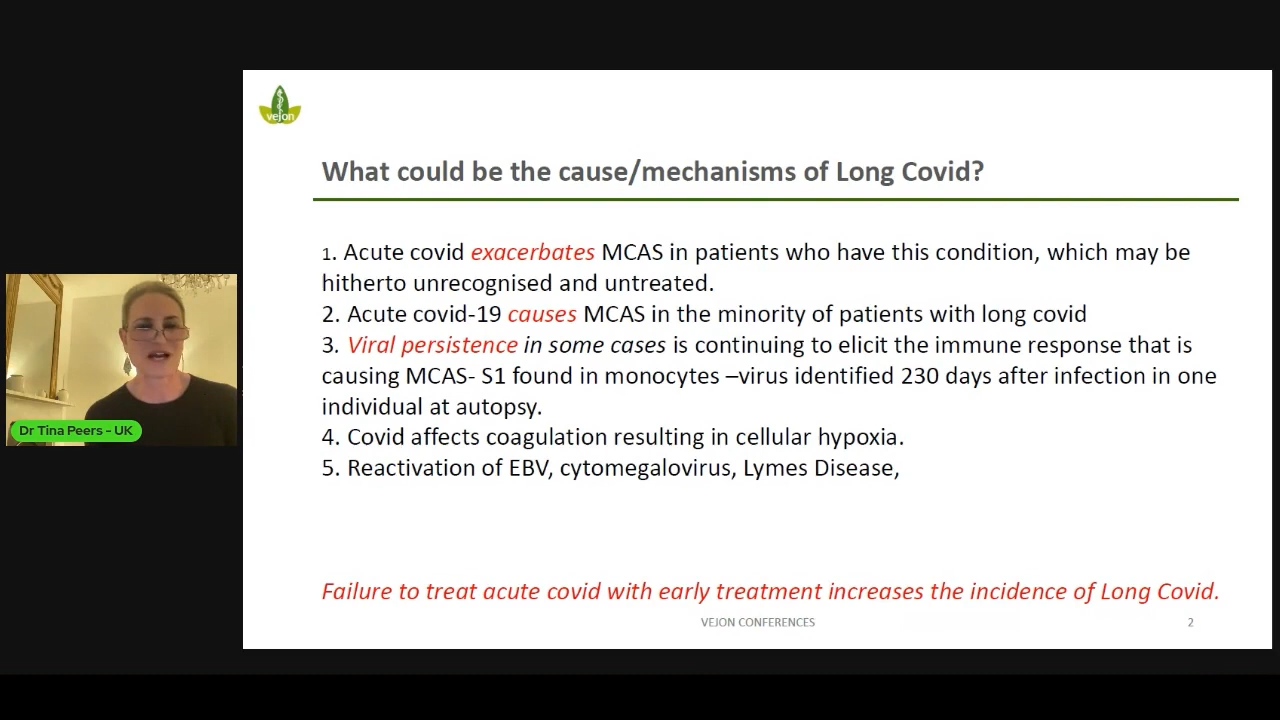 vejon
What could be the cause/mechanisms of Long Covid?
1. Acute covid exacerbates MCAS in patients who have this condition, which may be
hitherto unrecognised and untreated.
2. Acute covid-19 causes MCAS in the minority of patients with long covid
3. Viral persistence in some cases is continuing to elicit the immune response that is
causing MCAS- S1 found in monocytes –virus identified 230 days after infection in one
individual at autopsy.
4. Covid affects coagulation resulting in cellular hypoxia.
5. Reactivation of EBV, cytomegalovirus, Lymes Disease,
Failure to treat acute covid with early treatment increases the incidence of Long Covid.
VEJON CONFERENCES
2
Dr Tina Peers - UK